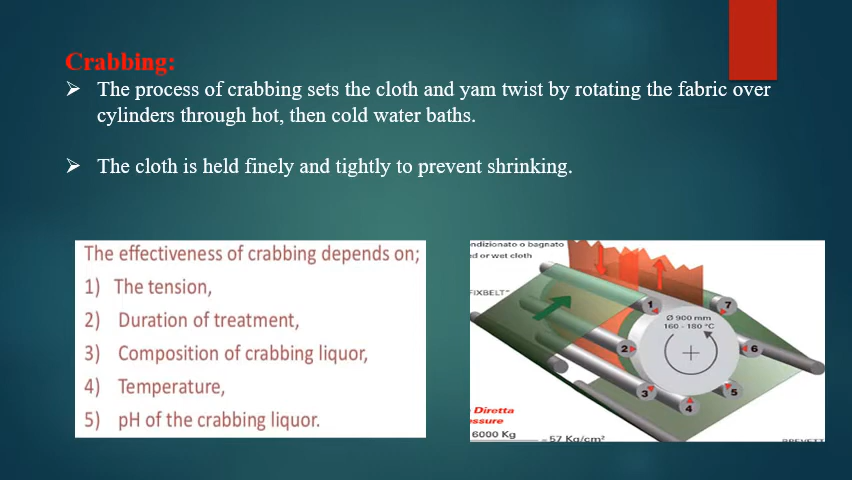 Crabbing:
➢ The process of crabbing sets the cloth and yam twist by rotating the fabric over
cylinders through hot, then cold water baths.
➢ The cloth is held finely and tightly to prevent shrinking.
The effectiveness of crabbing depends on;
1) The tension,
2) Duration of treatment,
3) Composition of crabbing liquor,
4) Temperature,
5) pH of the crabbing liquor.
ndizionato o bagnato
ed or wet cloth
FIXBELT"
Ø 900 mm
160 - 180 °C
1
7
2
6
3
5
4
Diretta
ssure
6000 Kg
= 57 Kg/cm²